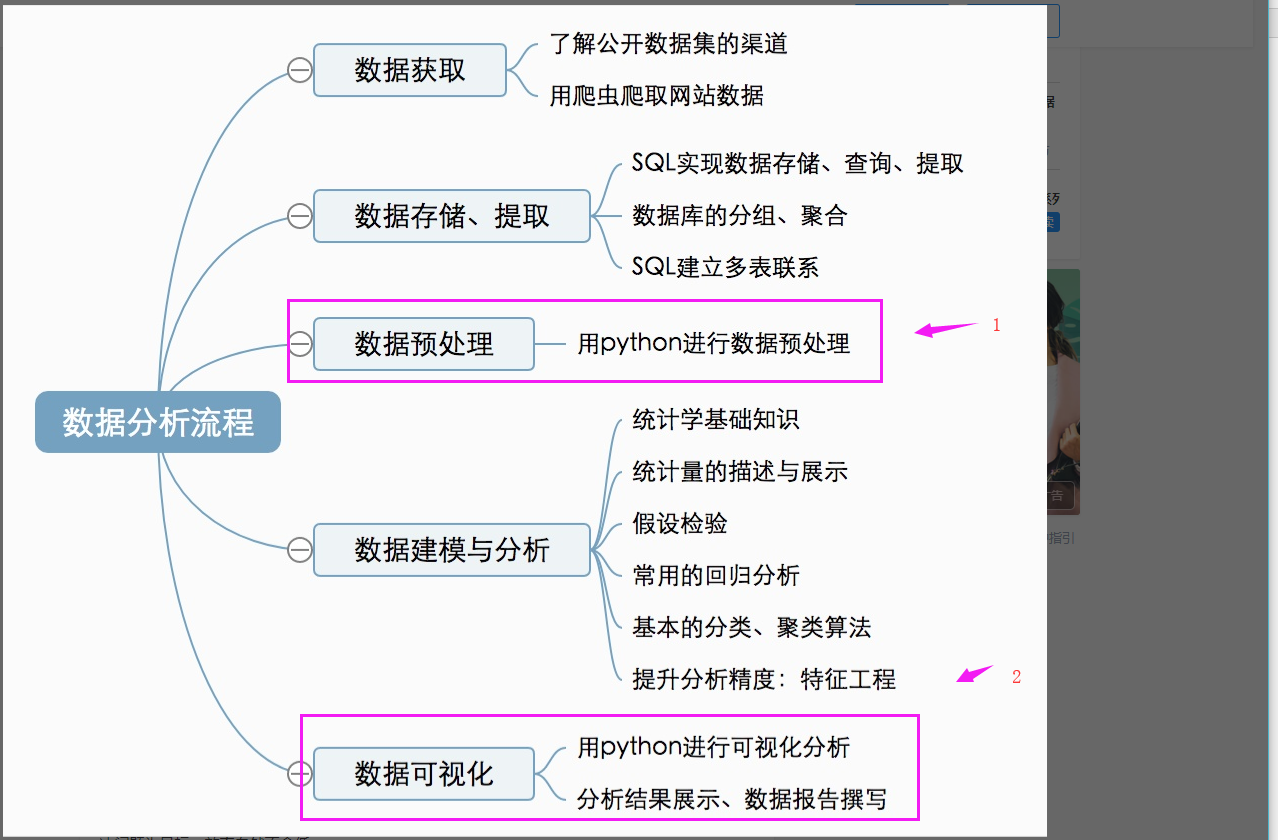 数据获取
了解公开数据集的渠道
用爬虫爬取网站数据
数据存储、提取
SQL实现数据存储、查询、提取
数据库的分组、聚合
SQL建立多表联系
数据预处理
用python进行数据预处理
1
数据分析流程
数据建模与分析
统计学基础知识
统计量的描述与展示
假设检验
常用的回归分析
基本的分类、聚类算法
提升分析精度：特征工程
2
数据可视化
用python进行可视化分析
分析结果展示、数据报告撰写
据
系列
卖
告
指引